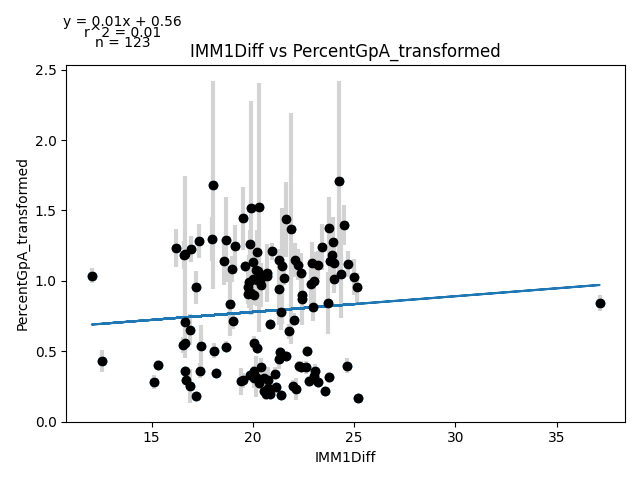 y = 0.01x + 0.56
r^2 = 0.01
n = 123
IMM1Diff vs PercentGpA_transformed
2.5
2.0
1.5
1.0
0.5
0.0
PercentGpA_transformed
15
20
25
30
35
IMM1Diff